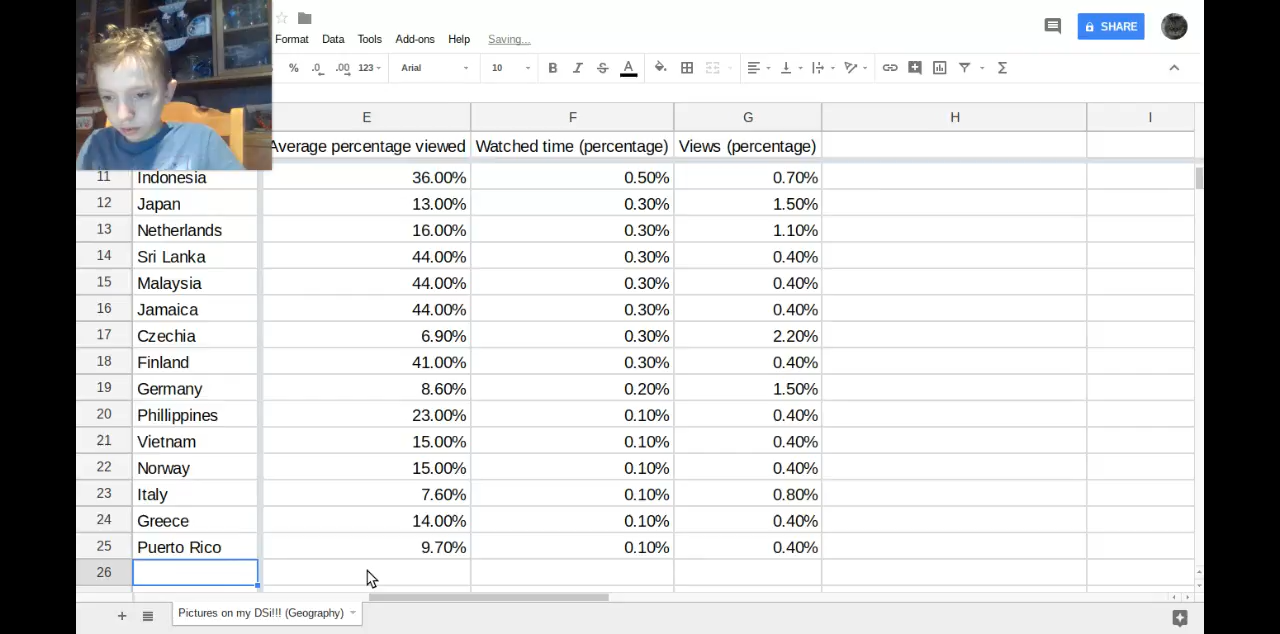 Format Data Tools Add-ons Help Saving...
% .0 .00 123 Arial 10 B I S A Σ
SHARE
E F G H I
Average percentage viewed Watched time (percentage) Views (percentage)
11 Indonesia 36.00% 0.50% 0.70%
12 Japan 13.00% 0.30% 1.50%
13 Netherlands 16.00% 0.30% 1.10%
14 Sri Lanka 44.00% 0.30% 0.40%
15 Malaysia 44.00% 0.30% 0.40%
16 Jamaica 44.00% 0.30% 0.40%
17 Czechia 6.90% 0.30% 2.20%
18 Finland 41.00% 0.30% 0.40%
19 Germany 8.60% 0.20% 1.50%
20 Phillippines 23.00% 0.10% 0.40%
21 Vietnam 15.00% 0.10% 0.40%
22 Norway 15.00% 0.10% 0.40%
23 Italy 7.60% 0.10% 0.80%
24 Greece 14.00% 0.10% 0.40%
25 Puerto Rico 9.70% 0.10% 0.40%
26
Pictures on my DSi!!! (Geography)